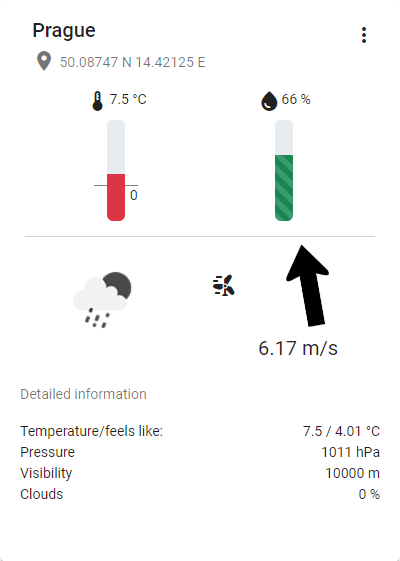 Prague
50.08747 N 14.42125 E
7.5 °C
66 %
0
6.17 m/s
Detailed information
Temperature/feels like: 7.5 / 4.01 °C
Pressure 1011 hPa
Visibility 10000 m
Clouds 0 %